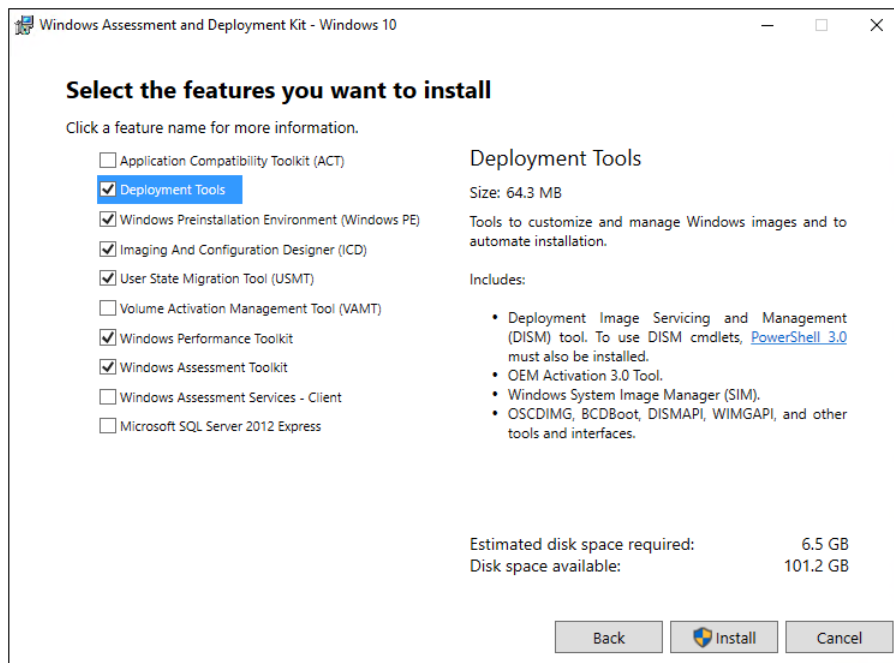 Windows Assessment and Deployment Kit - Windows 10
Select the features you want to install
Click a feature name for more information.
Application Compatibility Toolkit (ACT)
Deployment Tools
Windows Preinstallation Environment (Windows PE)
Imaging And Configuration Designer (ICD)
User State Migration Tool (USMT)
Volume Activation Management Tool (VAMT)
Windows Performance Toolkit
Windows Assessment Toolkit
Windows Assessment Services - Client
Microsoft SQL Server 2012 Express
Deployment Tools
Size: 64.3 MB
Tools to customize and manage Windows images and to
automate installation.
Includes:
• Deployment Image Servicing and Management
(DISM) tool. To use DISM cmdlets, PowerShell 3.0
must also be installed.
• OEM Activation 3.0 Tool.
• Windows System Image Manager (SIM).
• OSCDIMG, BCDBoot, DISMAPI, WIMGAPI, and other
tools and interfaces.
Estimated disk space required: 6.5 GB
Disk space available: 101.2 GB
Back Install Cancel